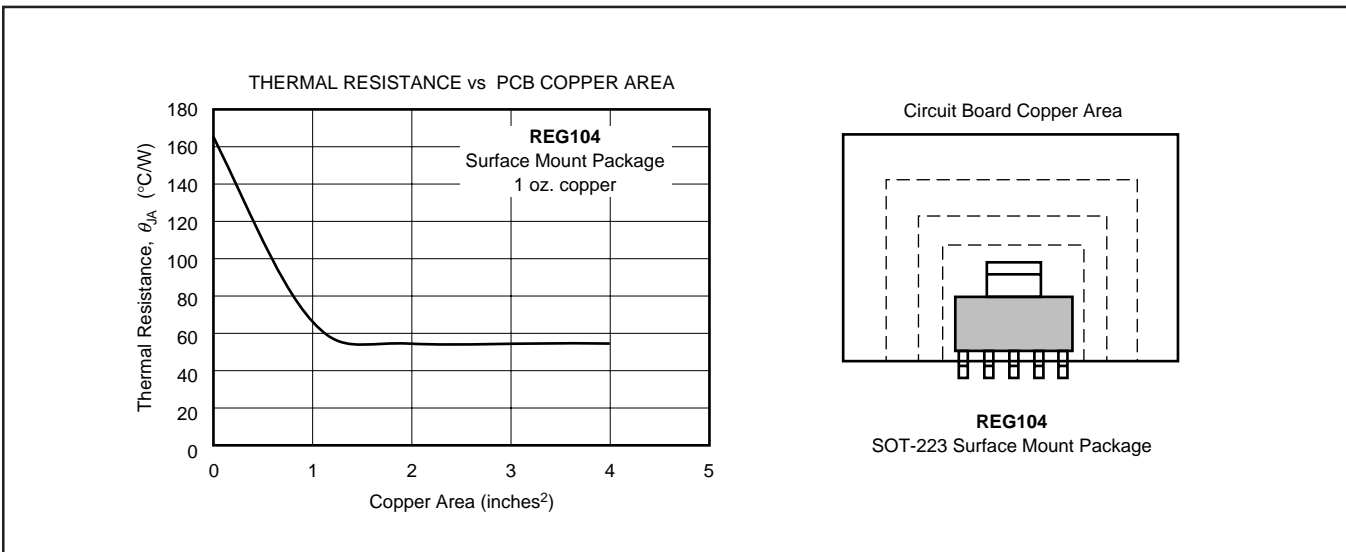 THERMAL RESISTANCE vs PCB COPPER AREA
Thermal Resistance, θJA (°C/W)
180
160
140
120
100
80
60
40
20
0
REG104
Surface Mount Package
1 oz. copper
0 1 2 3 4 5
Copper Area (inches²)
Circuit Board Copper Area
REG104
SOT-223 Surface Mount Package